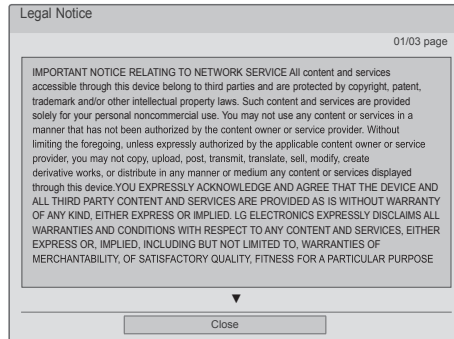 Legal Notice
01/03 page
IMPORTANT NOTICE RELATING TO NETWORK SERVICE All content and services
accessible through this device belong to third parties and are protected by copyright, patent,
trademark and/or other intellectual property laws. Such content and services are provided
solely for your personal noncommercial use. You may not use any content or services in a
manner that has not been authorized by the content owner or service provider. Without
limiting the foregoing, unless expressly authorized by the applicable content owner or service
provider, you may not copy, upload, post, transmit, translate, sell, modify, create
derivative works, or distribute in any manner or medium any content or services displayed
through this device.YOU EXPRESSLY ACKNOWLEDGE AND AGREE THAT THE DEVICE AND
ALL THIRD PARTY CONTENT AND SERVICES ARE PROVIDED AS IS WITHOUT WARRANTY
OF ANY KIND, EITHER EXPRESS OR IMPLIED. LG ELECTRONICS EXPRESSLY DISCLAIMS ALL
WARRANTIES AND CONDITIONS WITH RESPECT TO ANY CONTENT AND SERVICES, EITHER
EXPRESS OR, IMPLIED, INCLUDING BUT NOT LIMITED TO, WARRANTIES OF
MERCHANTABILITY, OF SATISFACTORY QUALITY, FITNESS FOR A PARTICULAR PURPOSE
▼
Close